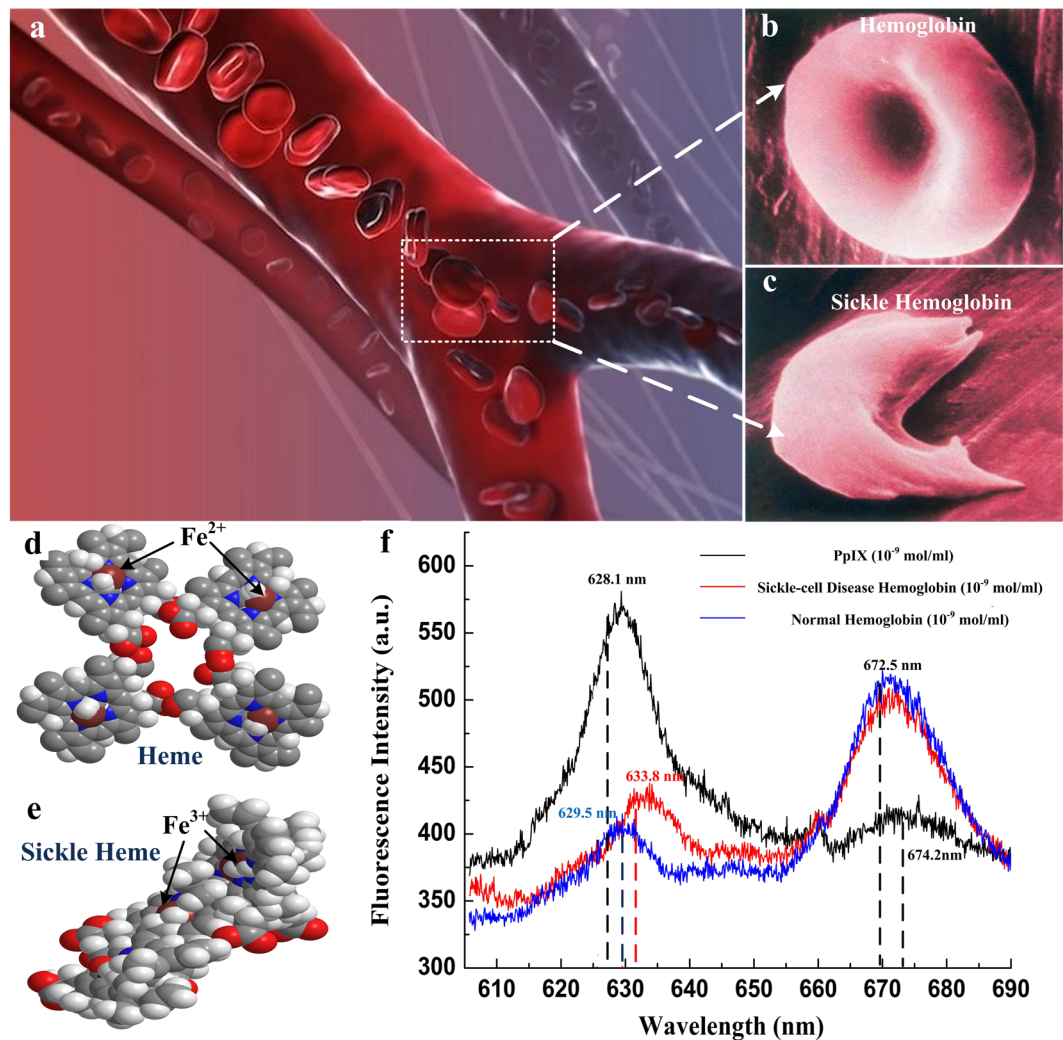 a
b
Hemoglobin
c
Sickle Hemoglobin
d
Fe²⁺
Heme
e
Fe³⁺
Sickle Heme
f
PpIX (10⁻⁹ mol/ml)
Sickle-cell Disease Hemoglobin (10⁻⁹ mol/ml)
Normal Hemoglobin (10⁻⁹ mol/ml)
628.1 nm
672.5 nm
633.8 nm
629.5 nm
674.2nm
Fluorescence Intensity (a.u.)
600
550
500
450
400
350
300
610 620 630 640 650 660 670 680 690
Wavelength (nm)